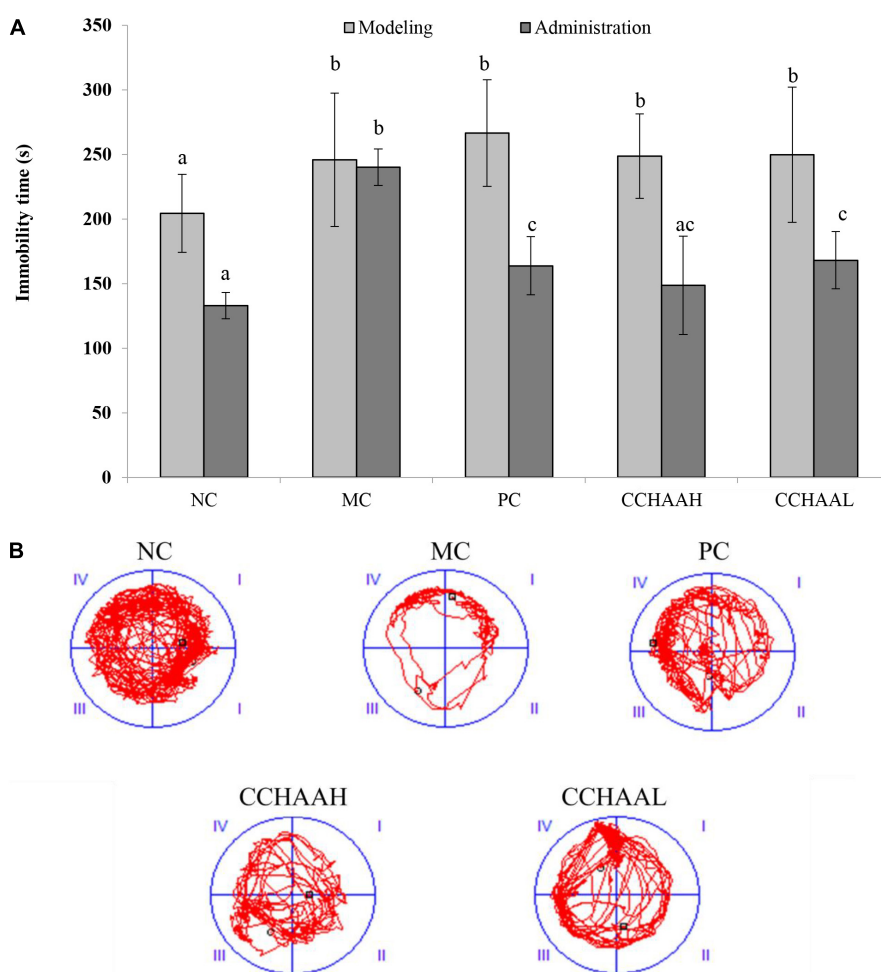 A
350
Modeling
Administration
300
250
200
150
100
50
0
Immobility time (s)
a
a
b
b
b
c
b
ac
b
c
NC
MC
PC
CCHAAH
CCHAAL
B
NC
MC
PC
IV
I
III
I
IV
I
III
II
IV
I
III
II
CCHAAH
CCHAAL
IV
I
III
II
IV
I
III
II